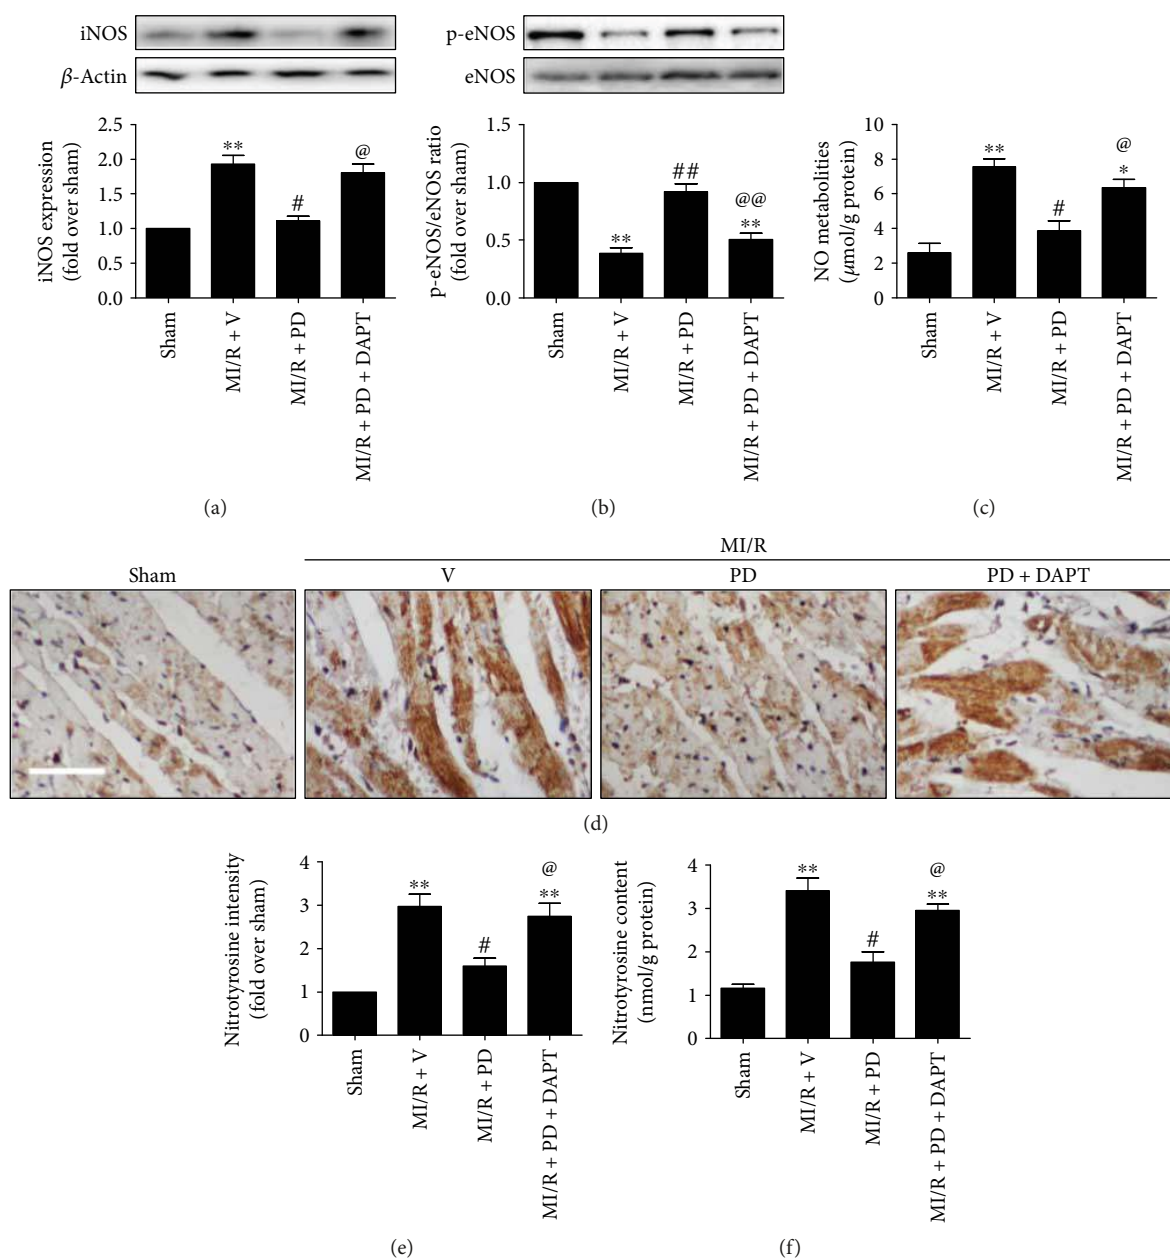 iNOS
β-Actin
iNOS expression
(fold over sham)
2.5
2.0
1.5
1.0
0.5
0.0
**
#
@
Sham
MI/R + V
MI/R + PD
MI/R + PD + DAPT
(a)
p-eNOS
eNOS
p-eNOS/eNOS ratio
(fold over sham)
1.5
1.0
0.5
0.0
**
##
@@
**
Sham
MI/R + V
MI/R + PD
MI/R + PD + DAPT
(b)
NO metabolities
(μmol/g protein)
10
8
6
4
2
0
**
#
@
*
Sham
MI/R + V
MI/R + PD
MI/R + PD + DAPT
(c)
MI/R
Sham
V
PD
PD + DAPT
(d)
Nitrotyrosine intensity
(fold over sham)
4
3
2
1
0
**
#
@
**
Sham
MI/R + V
MI/R + PD
MI/R + PD + DAPT
(e)
Nitrotyrosine content
(nmol/g protein)
4
3
2
1
0
**
#
@
**
Sham
MI/R + V
MI/R + PD
MI/R + PD + DAPT
(f)